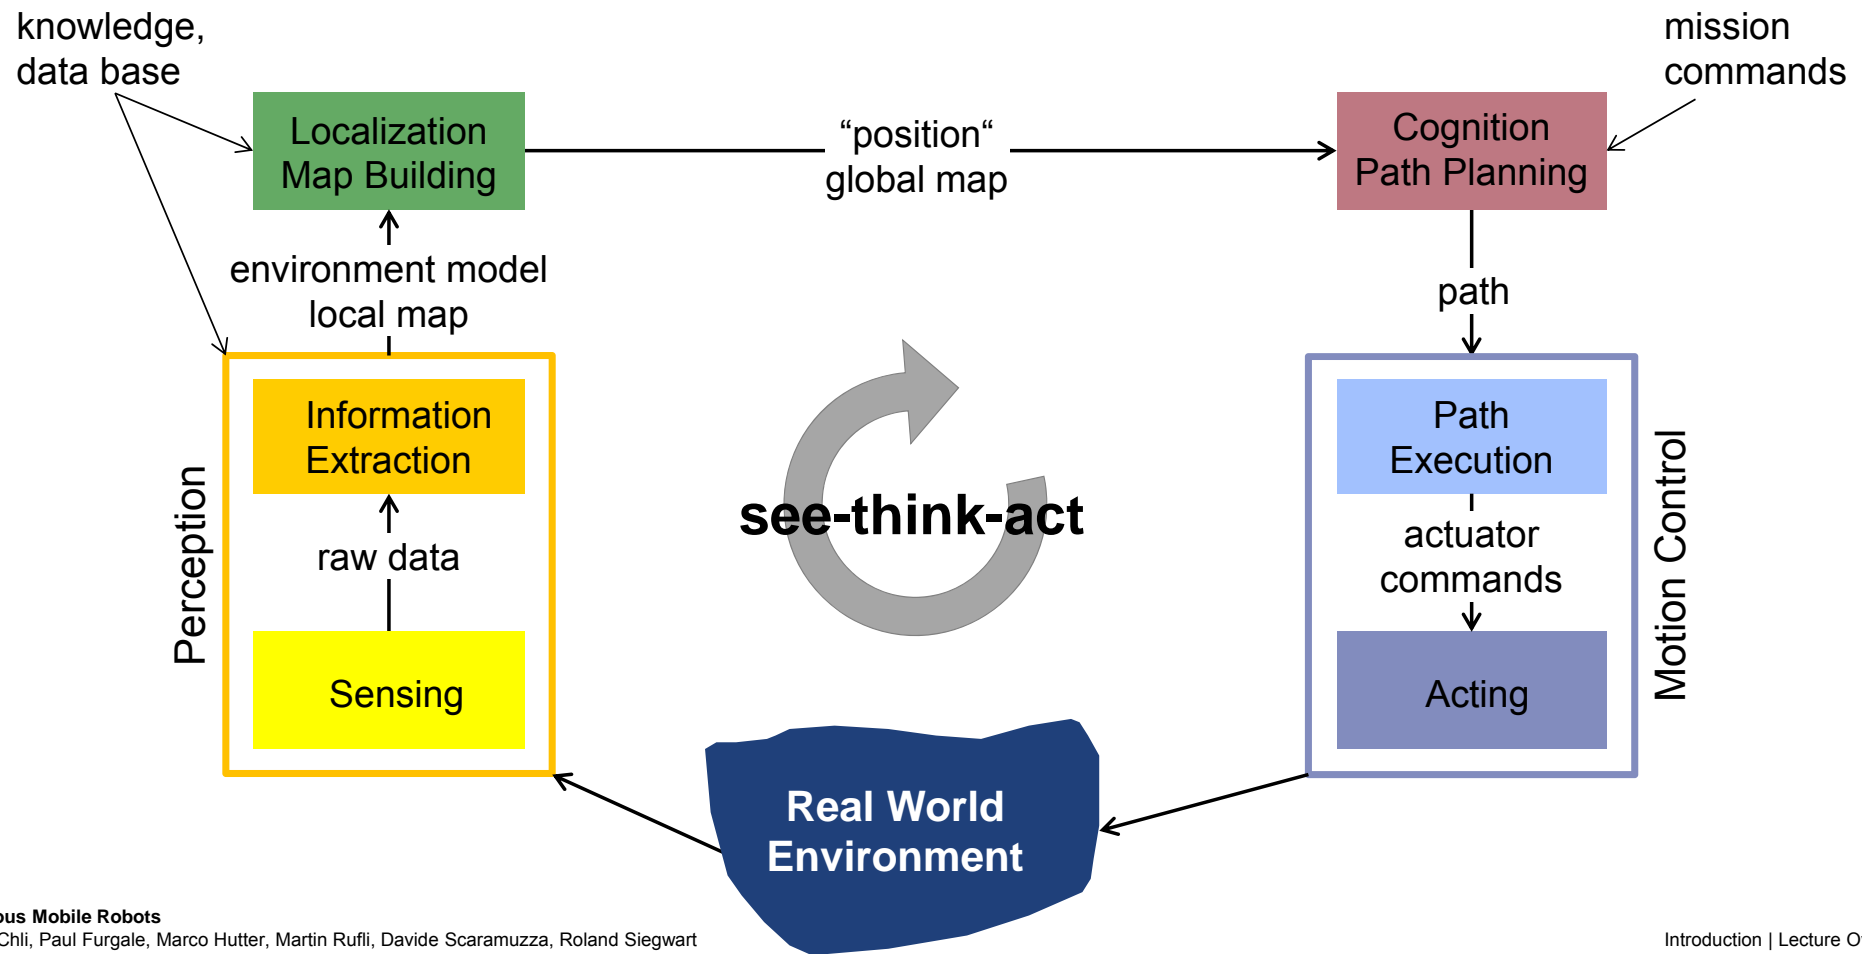 knowledge,
data base
mission
commands
Localization
Map Building
“position“
global map
Cognition
Path Planning
environment model
local map
path
Information
Extraction
Path
Execution
Perception
raw data
see-think-act
actuator
commands
Motion Control
Sensing
Acting
Real World
Environment
Mobile Robots
Chli, Paul Furgale, Marco Hutter, Martin Rufli, Davide Scaramuzza, Roland Siegwart
Introduction | Lecture